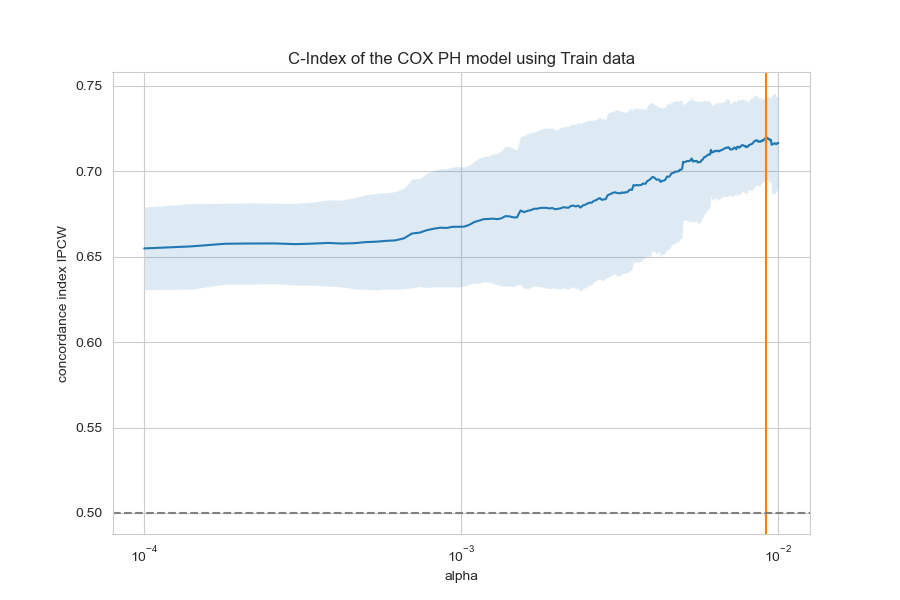 C-Index of the COX PH model using Train data
0.75
0.70
0.65
0.60
0.55
0.50
concordance index IPCW
10⁻⁴ 10⁻³ 10⁻²
alpha